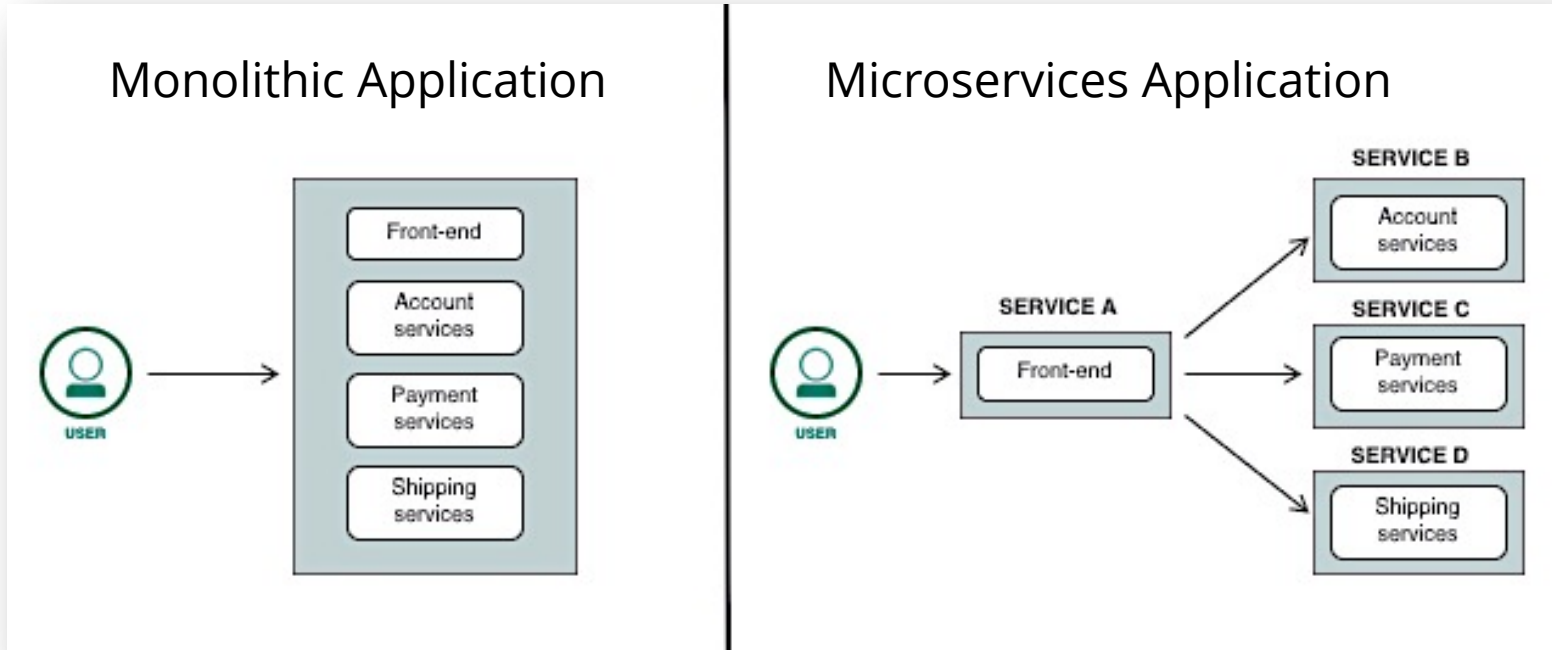 Monolithic Application
Front-end
Account
services
Payment
services
Shipping
services
USER
Microservices Application
USER
SERVICE A
Front-end
SERVICE B
Account
services
SERVICE C
Payment
services
SERVICE D
Shipping
services